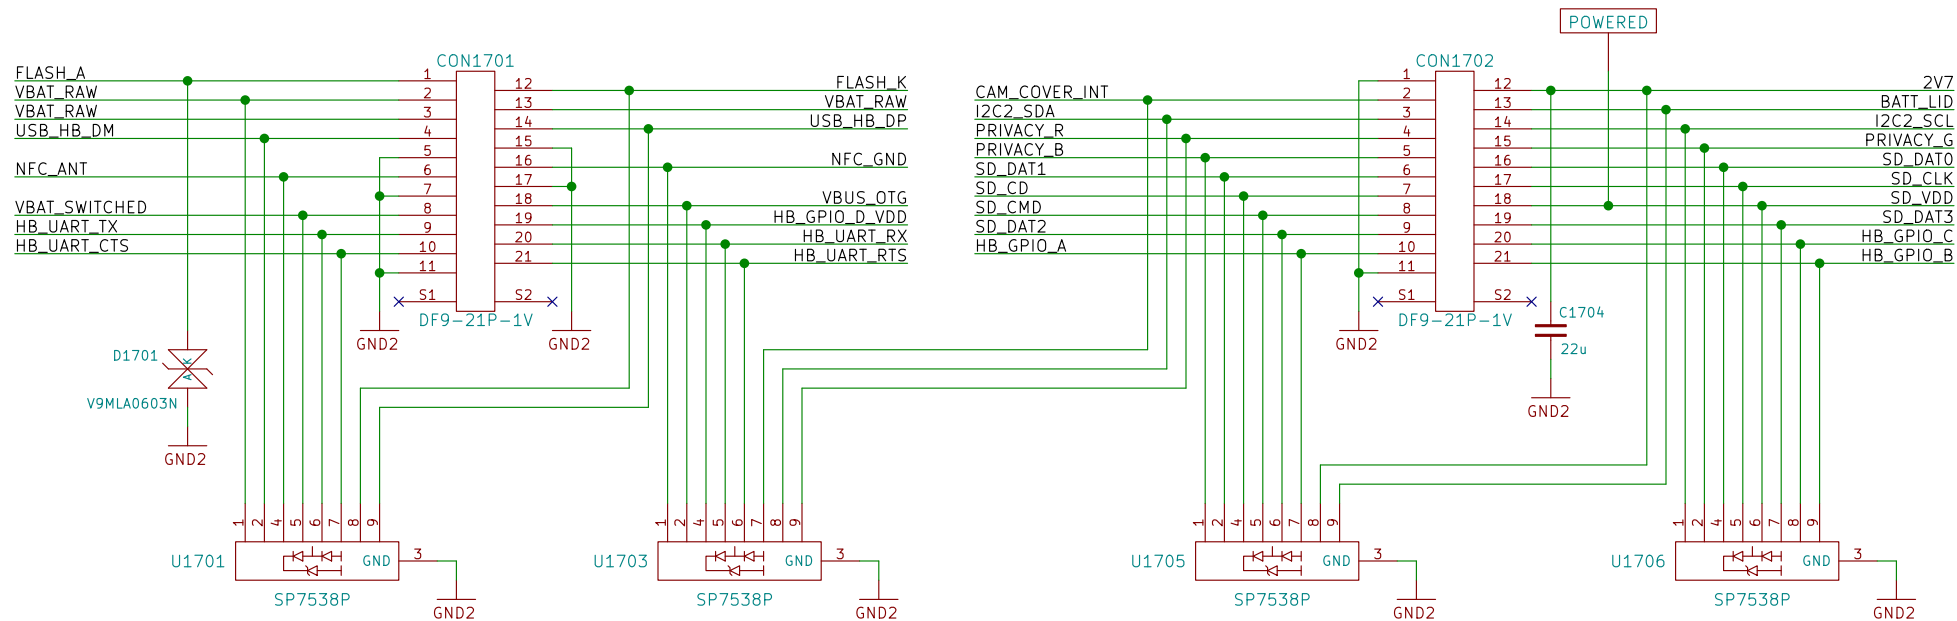 POWERED
CON1701
CON1702
FLASH_A 1 12 FLASH_K
VBAT_RAW 2 13 VBAT_RAW
VBAT_RAW 3 14 USB_HB_DP
USB_HB_DM 4 15
5 16 NFC_GND
NFC_ANT 6 17
7 18 VBUS_OTG
VBAT_SWITCHED 8 19 HB_GPIO_D_VDD
HB_UART_TX 9 20 HB_UART_RX
HB_UART_CTS 10 21 HB_UART_RTS
11
S1 S2
DF9-21P-1V
GND2
GND2
1 12 2V7
CAM_COVER_INT 2 13 BATT_LID
I2C2_SDA 3 14 I2C2_SCL
PRIVACY_R 4 15 PRIVACY_G
PRIVACY_B 5 16 SD_DAT0
SD_DAT1 6 17 SD_CLK
SD_CD 7 18 SD_VDD
SD_CMD 8 19 SD_DAT3
SD_DAT2 9 20 HB_GPIO_C
HB_GPIO_A 10 21 HB_GPIO_B
11
S1 S2
DF9-21P-1V
GND2
C1704
22u
GND2
D1701
A K
V9MLA0603N
GND2
1 2 4 5 6 7 8 9
U1701 GND 3
SP7538P
GND2
1 2 4 5 6 7 8 9
U1703 GND 3
SP7538P
GND2
1 2 4 5 6 7 8 9
U1705 GND 3
SP7538P
GND2
1 2 4 5 6 7 8 9
U1706 GND 3
SP7538P
GND2